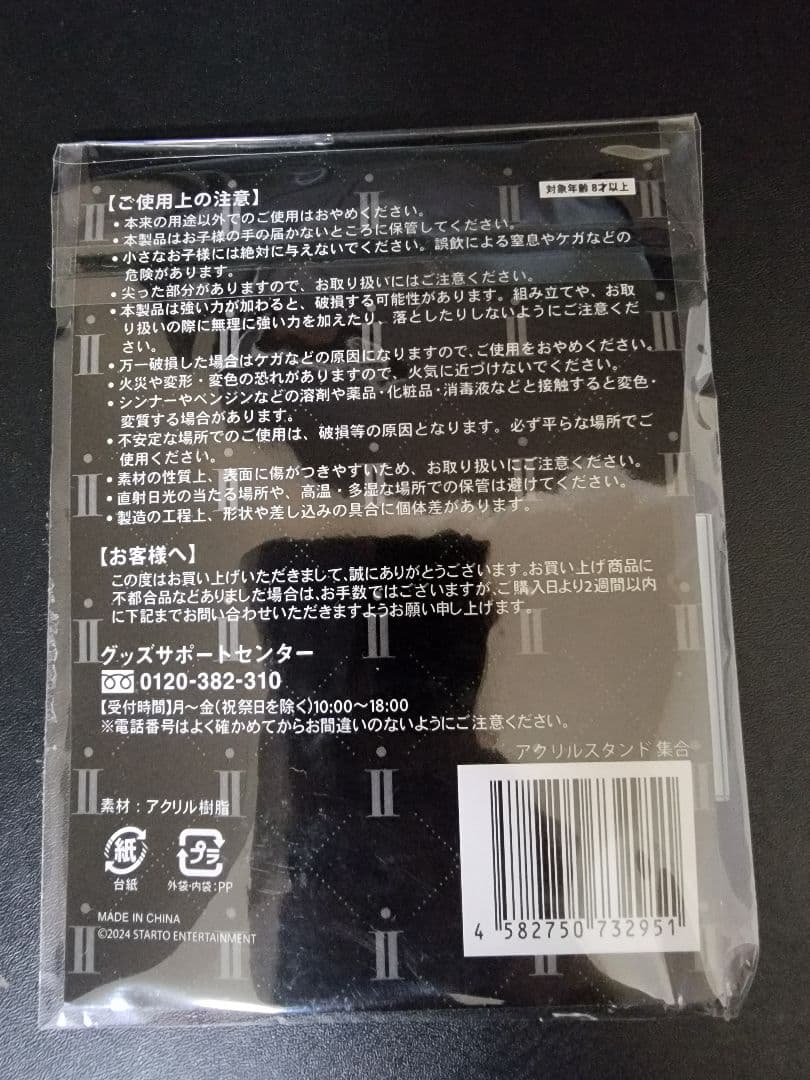 対象年齢 8才以上
【ご使用上の注意】
・本来の用途以外でのご使用はおやめください。
・本製品はお子様の手の届かないところに保管してください。
・小さなお子様には絶対に与えないでください。誤飲による窒息やケガなどの
危険があります。
・尖った部分がありますので、お取り扱いにはご注意ください。
・本製品は強い力が加わると、破損する可能性があります。組み立てや、お取
り扱いの際に無理に強い力を加えたり、落としたりしないようにご注意くだ
さい。
・万一破損した場合はケガなどの原因になりますので、ご使用をおやめください。
・火災や変形・変色の恐れがありますので、火気に近づけないでください。
・シンナーやベンジンなどの溶剤や薬品・化粧品・消毒液などと接触すると変色・
変質する場合があります。
・不安定な場所でのご使用は、破損等の原因となります。必ず平らな場所でご
使用ください。
・素材の性質上、表面に傷がつきやすいため、お取り扱いにご注意ください。
・直射日光の当たる場所や、高温・多湿な場所での保管は避けてください。
・製造の工程上、形状や差し込みの具合に個体差があります。
【お客様へ】
この度はお買い上げいただきまして、誠にありがとうございます。お買い上げ商品に
不都合品などありました場合は、お手数ではございますが、ご購入日より2週間以内
に下記までお問い合わせいただきますようお願い申し上げます。
グッズサポートセンター
0120-382-310
【受付時間】月〜金(祝祭日を除く)10:00〜18:00
※電話番号はよく確かめてからお間違いのないようにご注意ください。
アクリルスタンド 集合
素材：アクリル樹脂
紙
プラ
台紙
外袋・内袋：PP
MADE IN CHINA
©2024 STARTO ENTERTAINMENT
4 582750 732951